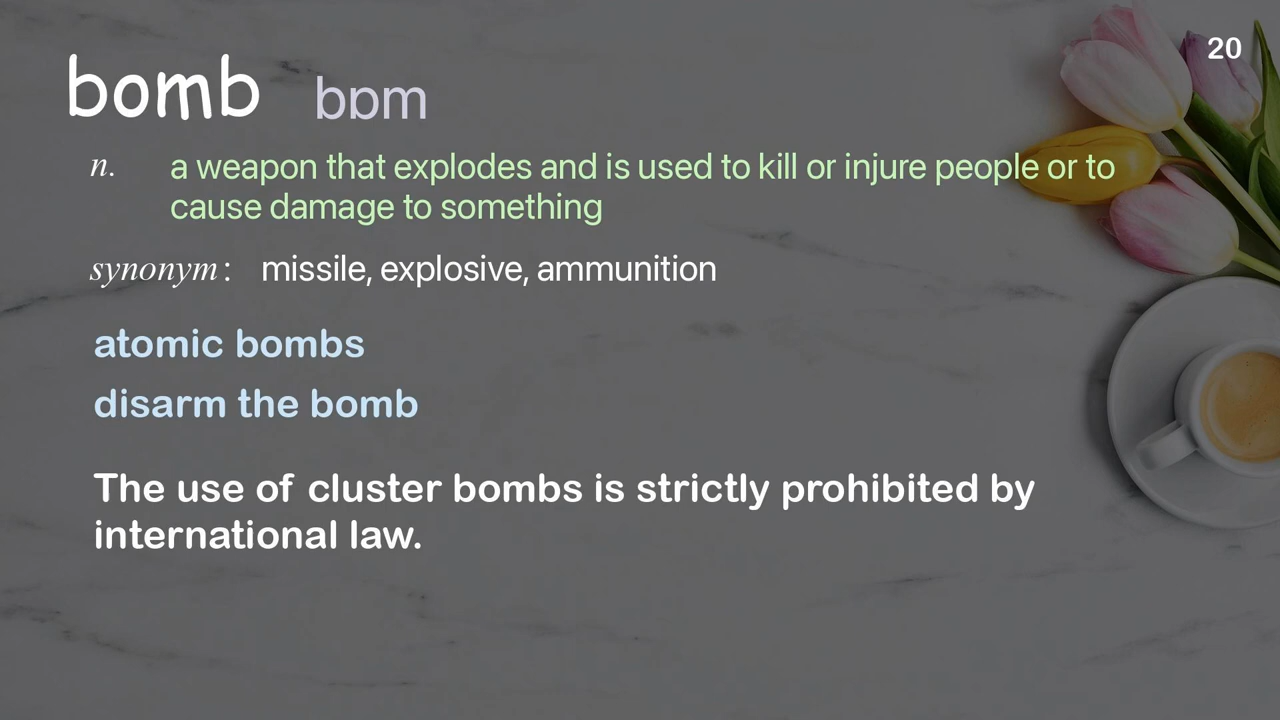 20
bomb bɒm
n. a weapon that explodes and is used to kill or injure people or to
cause damage to something
synonym: missile, explosive, ammunition
atomic bombs
disarm the bomb
The use of cluster bombs is strictly prohibited by
international law.